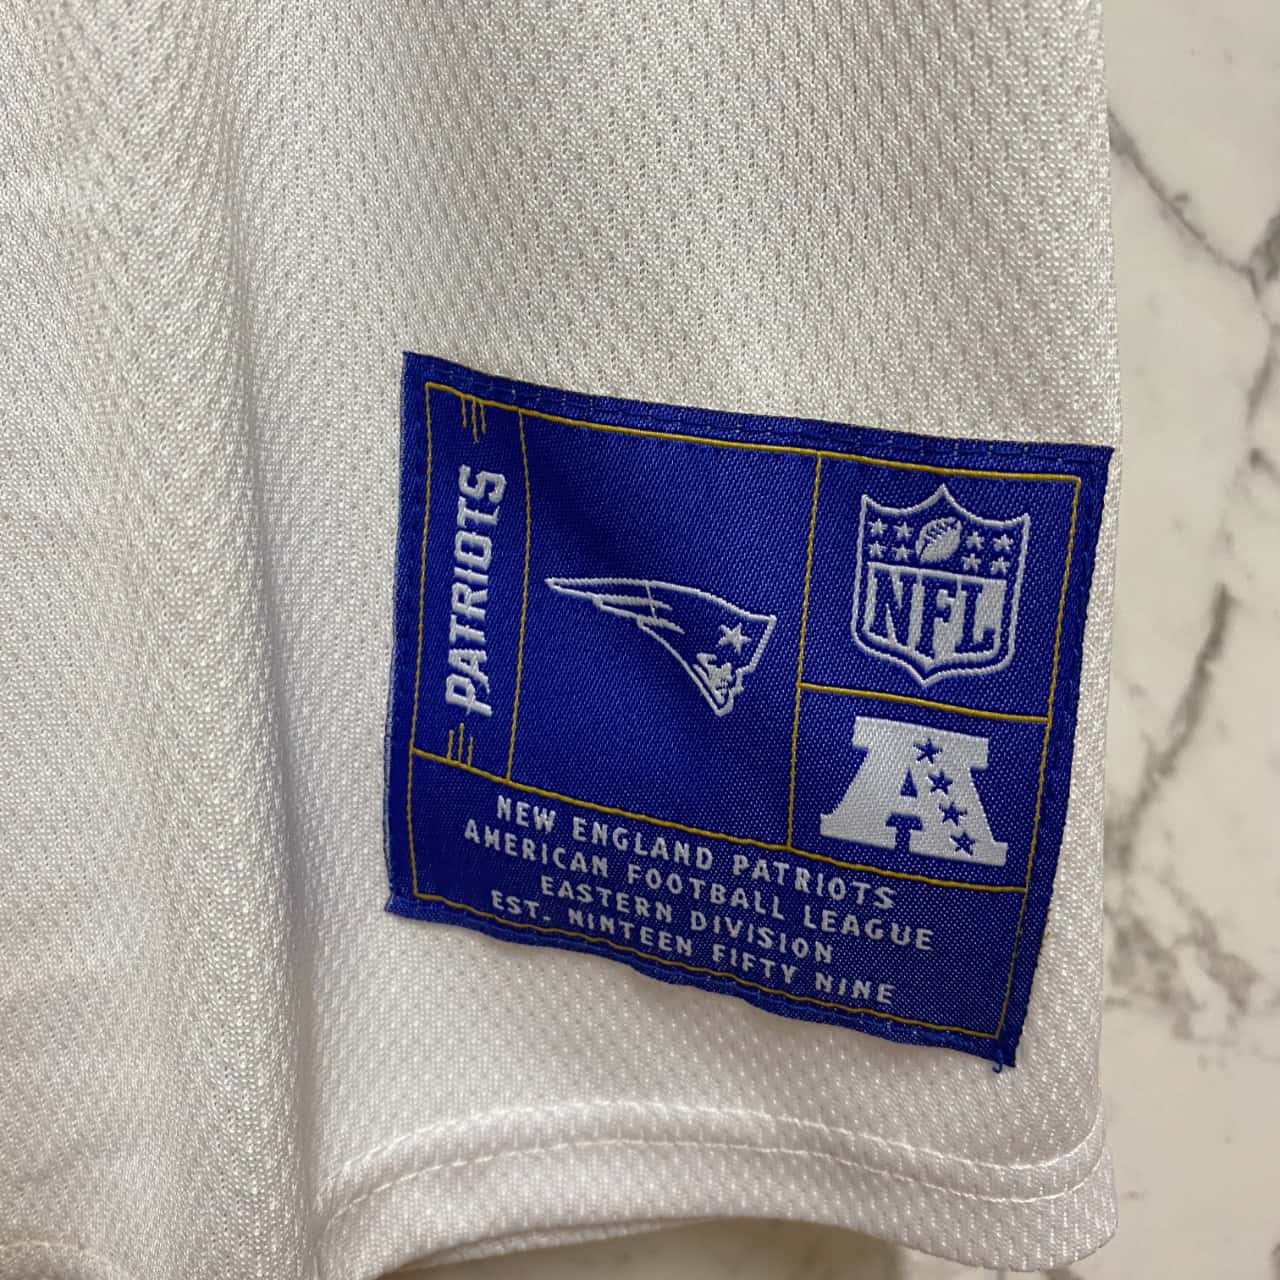 PATRIOTS
NFL
A
NEW ENGLAND PATRIOTS
AMERICAN FOOTBALL LEAGUE
EASTERN DIVISION
EST. NINTEEN FIFTY NINE